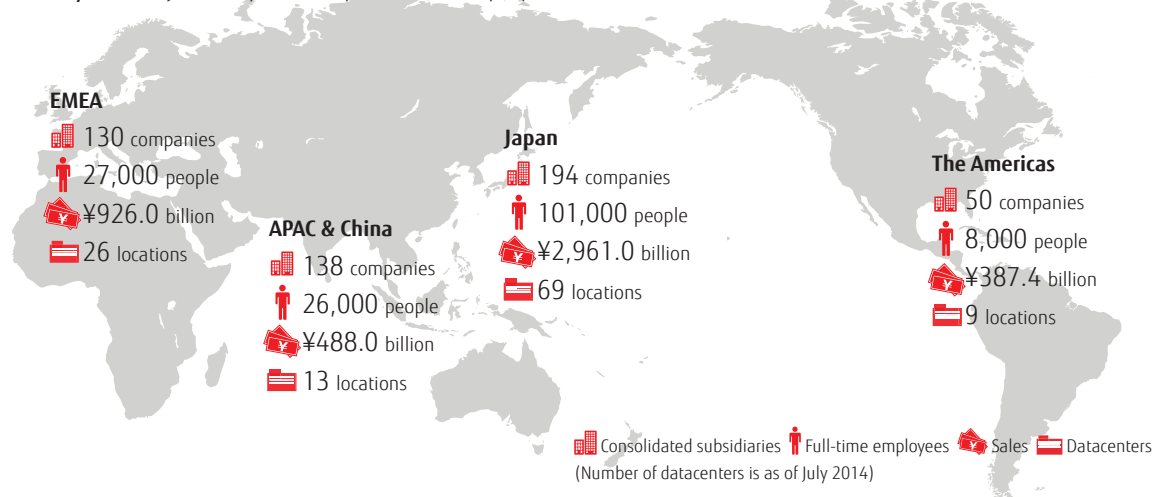 EMEA
130 companies
27,000 people
¥926.0 billion
26 locations
APAC & China
138 companies
26,000 people
¥488.0 billion
13 locations
Japan
194 companies
101,000 people
¥2,961.0 billion
69 locations
The Americas
50 companies
8,000 people
¥387.4 billion
9 locations
Consolidated subsidiaries Full-time employees Sales Datacenters
(Number of datacenters is as of July 2014)